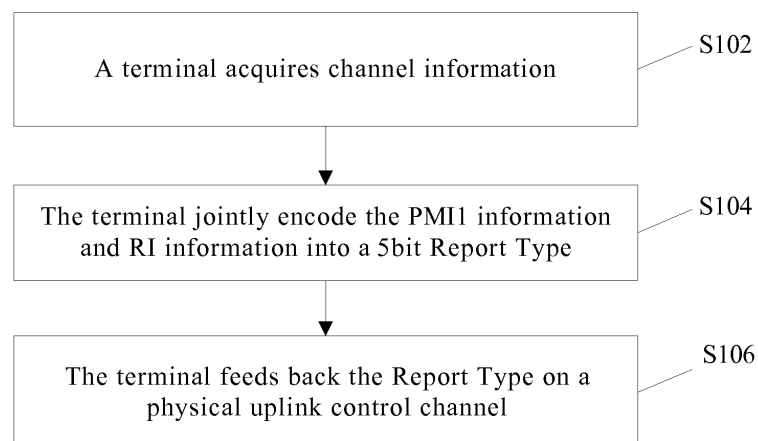 A terminal acquires channel information
S102
The terminal jointly encode the PMI1 information
and RI information into a 5bit Report Type
S104
The terminal feeds back the Report Type on a
physical uplink control channel
S106